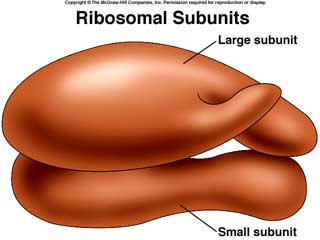 Copyright © The McGraw-Hill Companies, Inc. Permission required for reproduction or display.
Ribosomal Subunits
Large subunit
Small subunit